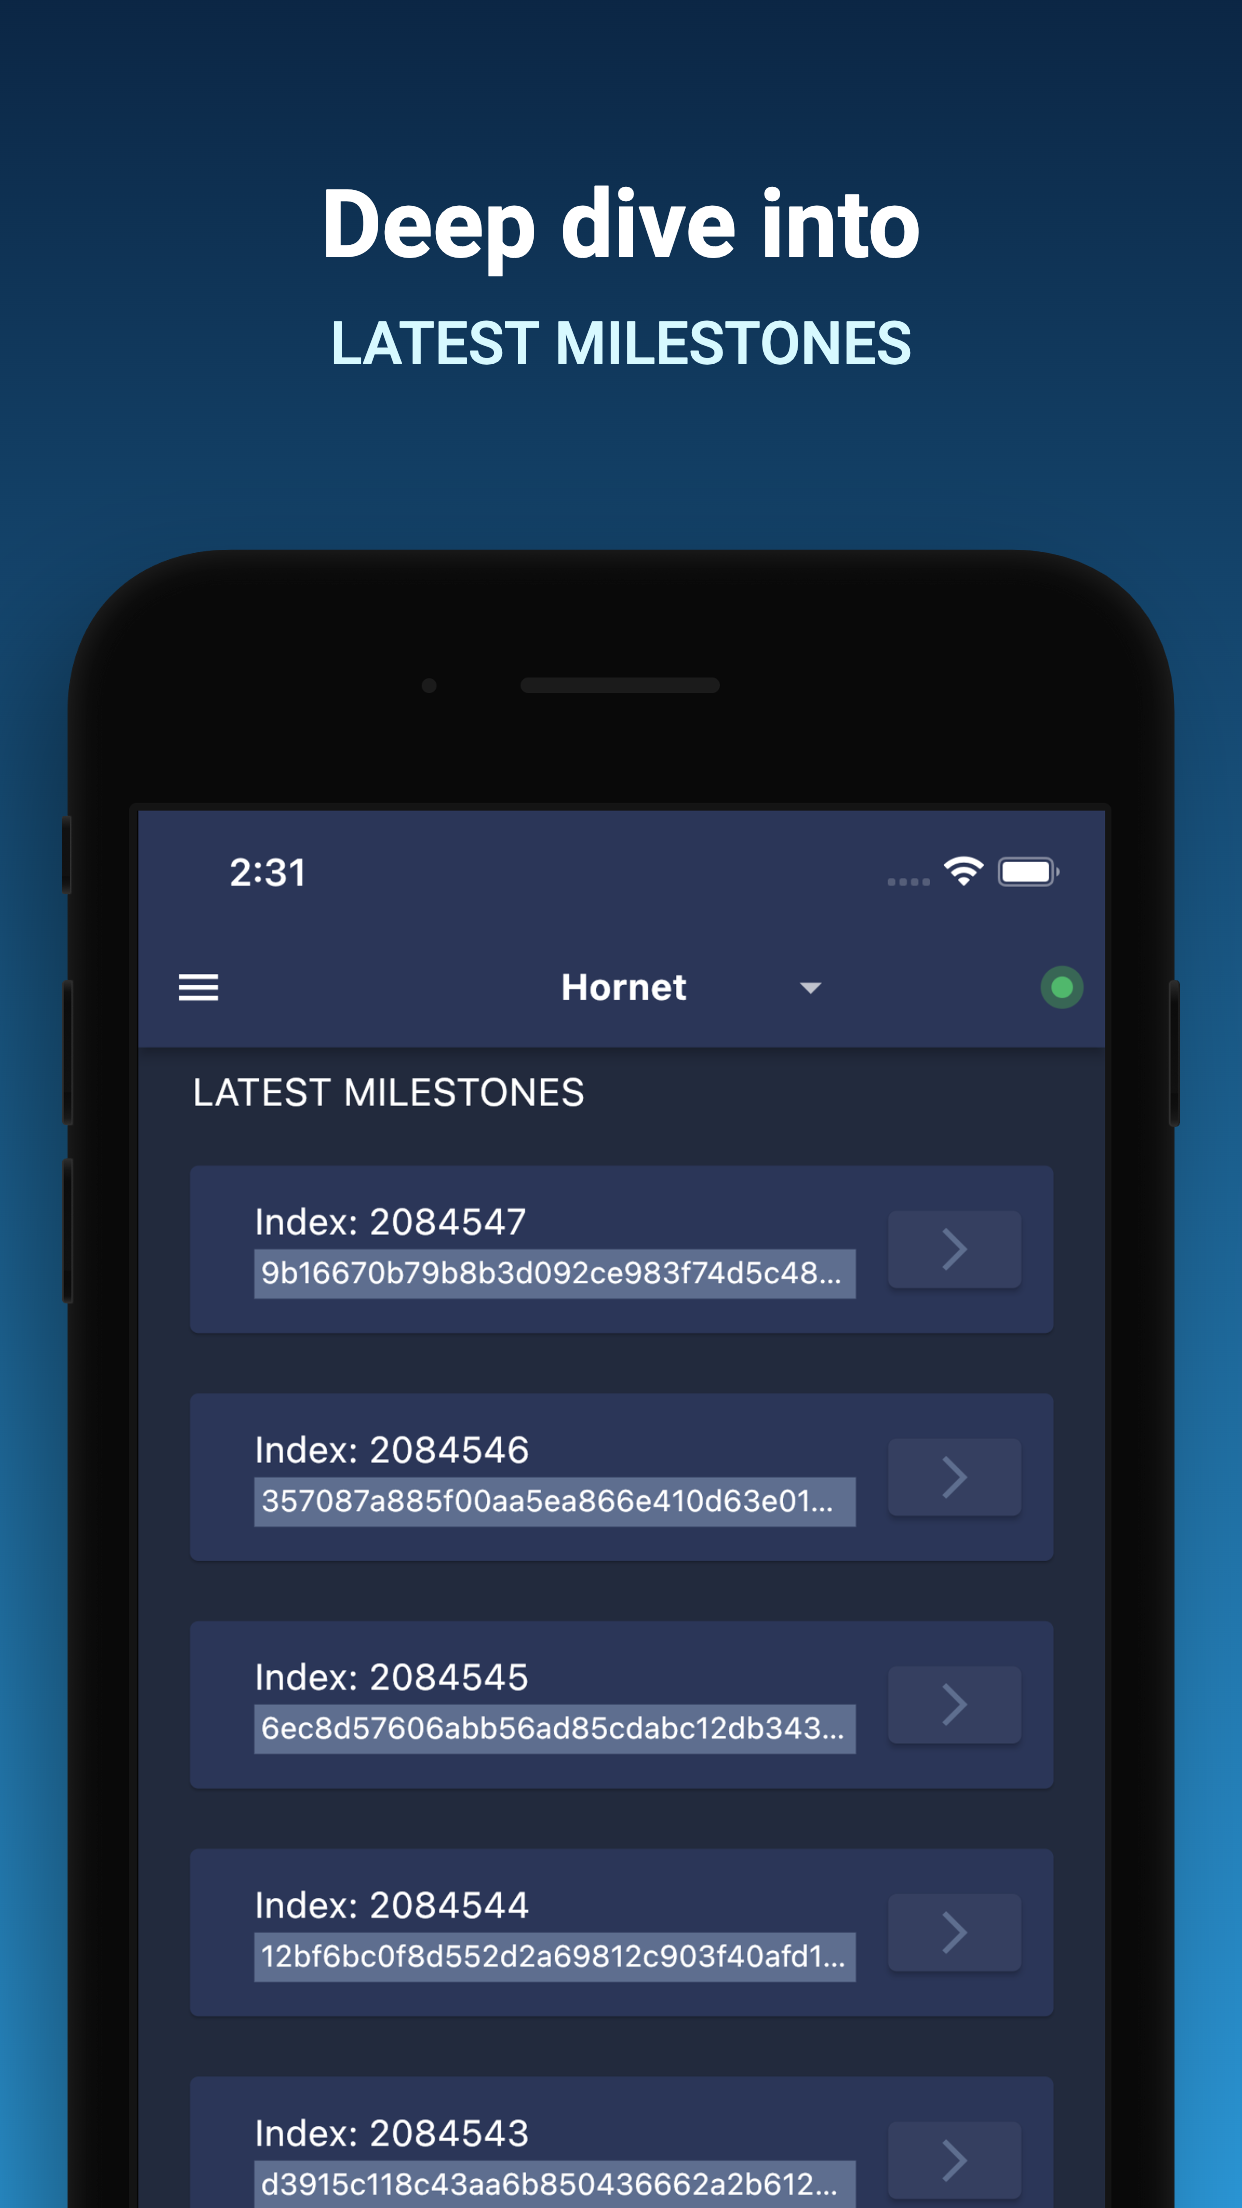 Deep dive into
LATEST MILESTONES
2:31
Hornet
LATEST MILESTONES
Index: 2084547
9b16670b79b8b3d092ce983f74d5c48...
Index: 2084546
357087a885f00aa5ea866e410d63e01...
Index: 2084545
6ec8d57606abb56ad85cdabc12db343...
Index: 2084544
12bf6bc0f8d552d2a69812c903f40afd1...
Index: 2084543
d3915c118c43aa6b850436662a2b612...